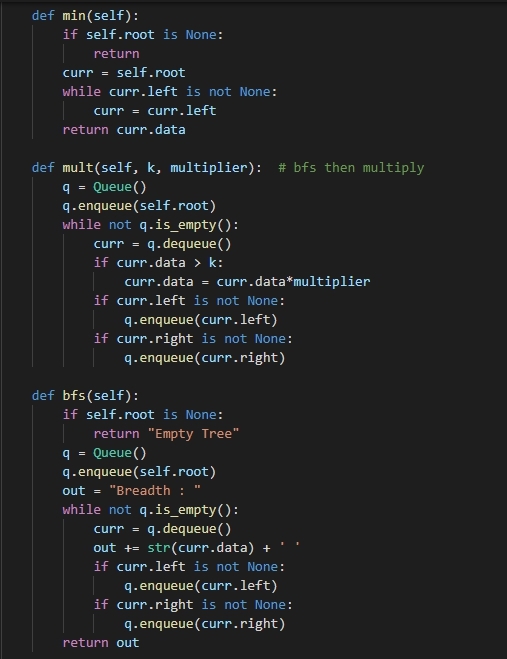 def min(self):
    if self.root is None:
        return
    curr = self.root
    while curr.left is not None:
        curr = curr.left
    return curr.data

def mult(self, k, multiplier):  # bfs then multiply
    q = Queue()
    q.enqueue(self.root)
    while not q.is_empty():
        curr = q.dequeue()
        if curr.data > k:
            curr.data = curr.data*multiplier
        if curr.left is not None:
            q.enqueue(curr.left)
        if curr.right is not None:
            q.enqueue(curr.right)

def bfs(self):
    if self.root is None:
        return "Empty Tree"
    q = Queue()
    q.enqueue(self.root)
    out = "Breadth : "
    while not q.is_empty():
        curr = q.dequeue()
        out += str(curr.data) + ' '
        if curr.left is not None:
            q.enqueue(curr.left)
        if curr.right is not None:
            q.enqueue(curr.right)
    return out